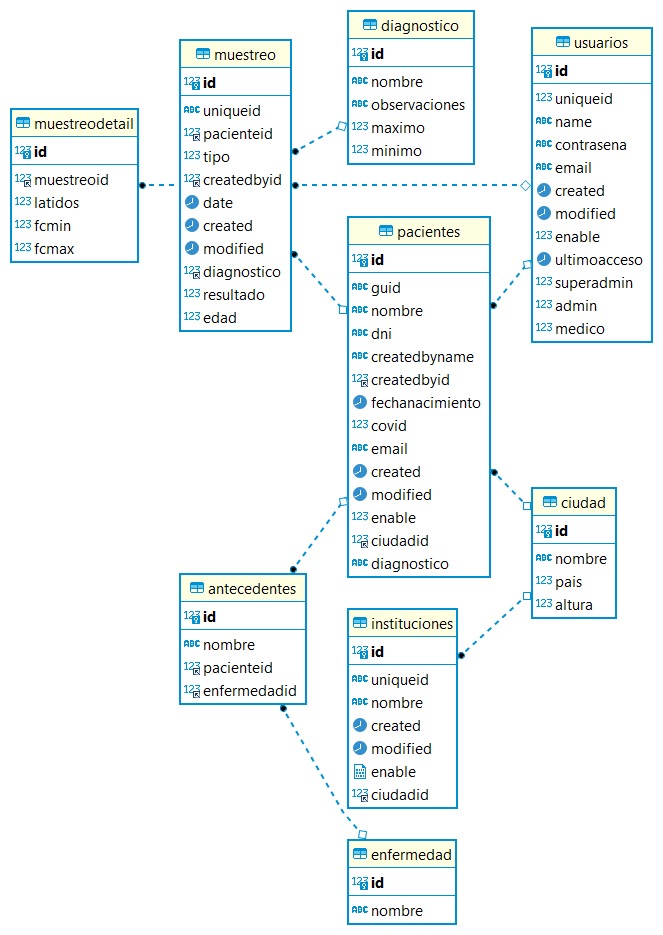 muestreodetail
id
muestreoid
latidos
fcmin
fcmax
muestreo
id
uniqueid
pacienteid
tipo
createdbyid
date
created
modified
diagnostico
resultado
edad
diagnostico
id
nombre
observaciones
maximo
minimo
usuarios
id
uniqueid
name
contrasena
email
created
modified
enable
ultimoacceso
superadmin
admin
medico
pacientes
id
guid
nombre
dni
createdbyname
createdbyid
fechanacimiento
covid
email
created
modified
enable
ciudadid
diagnostico
ciudad
id
nombre
pais
altura
antecedentes
id
nombre
pacienteid
enfermedadid
instituciones
id
uniqueid
nombre
created
modified
enable
ciudadid
enfermedad
id
nombre